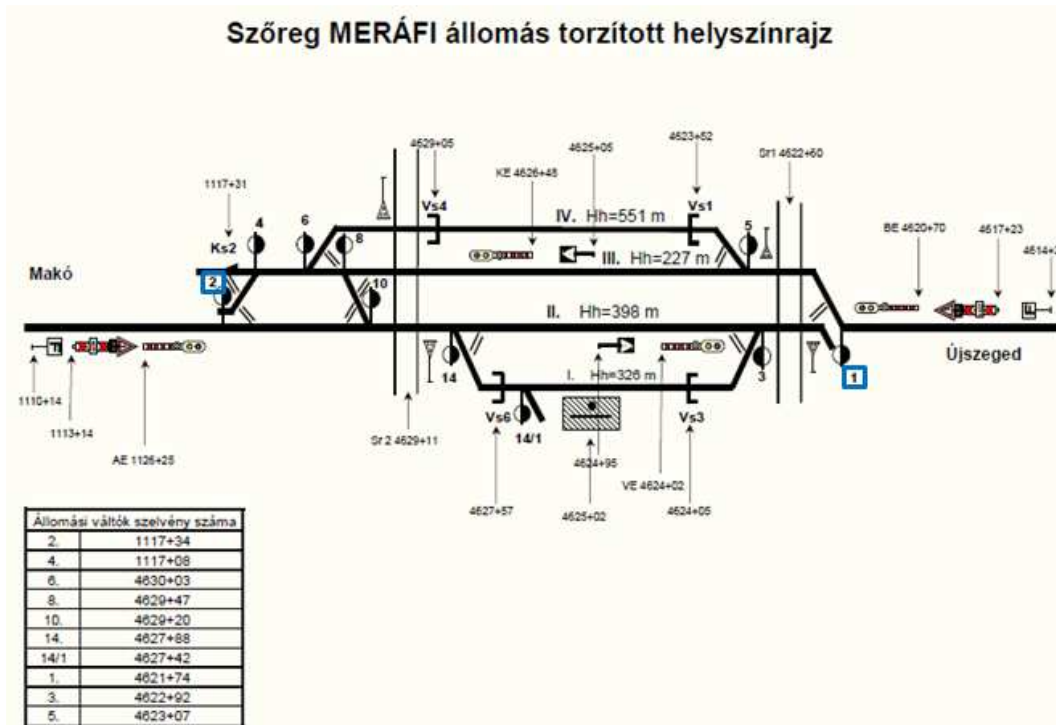 Szőreg MERÁFI állomás torzított helyszínrajz
4629+05
4623+52
4625+05
Sr1 4622+60
KE 4626+48
1117+31
Vs4
Vs1
4
6
IV. Hh=551 m
5
BE 4620+70
4617+23
Ks2
8
III. Hh=227 m
Makó
2
10
II. Hh=398 m
Újszeged
14
I. Hh=326 m
3
1
1110+14
Vs6
14/1
Vs3
1113+14
Sr 2 4629+11
AE 1126+25
4624+95
VE 4624+02
4627+57
4625+02
4624+05
Állomási váltók szelvény száma
2. 1117+34
4. 1117+08
6. 4630+03
8. 4629+47
10. 4629+20
14. 4627+88
14/1 4627+42
1. 4621+74
3. 4622+92
5. 4623+07